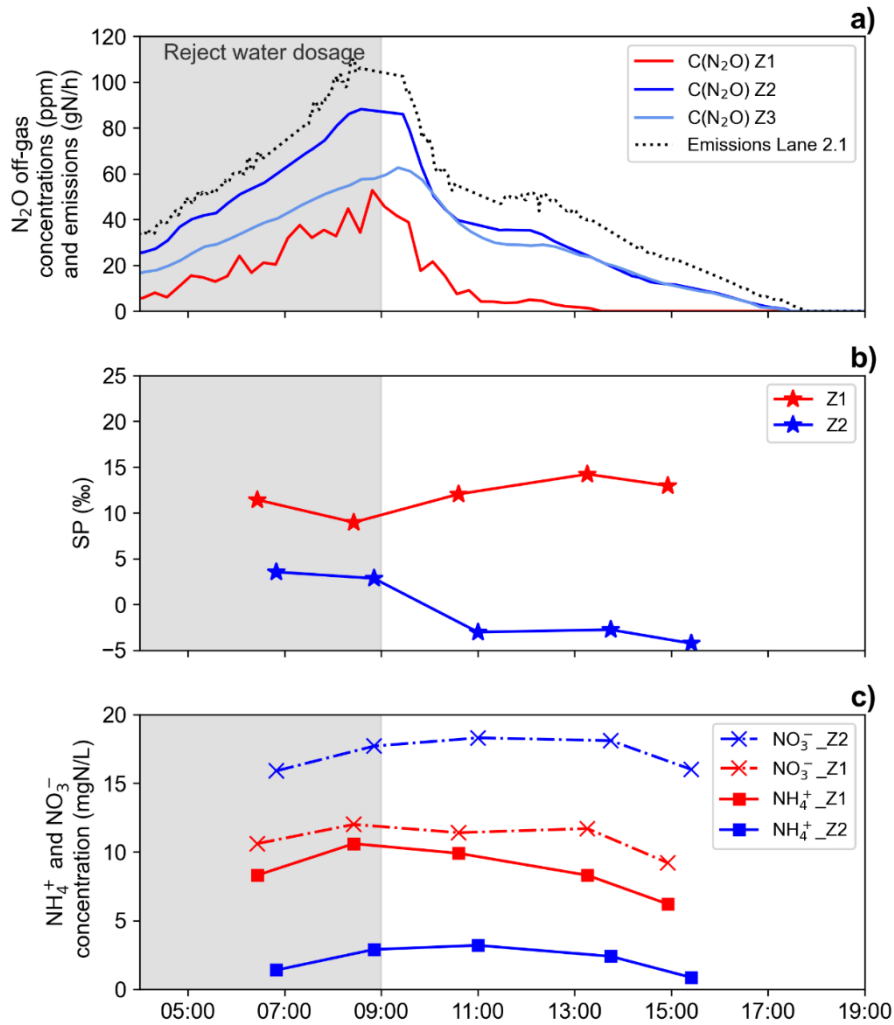 a)
N₂O off-gas
concentrations (ppm)
and emissions (gN/h)
120
100
80
60
40
20
0
Reject water dosage
C(N₂O) Z1
C(N₂O) Z2
C(N₂O) Z3
Emissions Lane 2.1
b)
SP (‰)
25
20
15
10
5
0
−5
Z1
Z2
c)
NH₄⁺ and NO₃⁻
concentration (mgN/L)
20
15
10
5
0
NO₃⁻_Z2
NO₃⁻_Z1
NH₄⁺_Z1
NH₄⁺_Z2
05:00 07:00 09:00 11:00 13:00 15:00 17:00 19:00